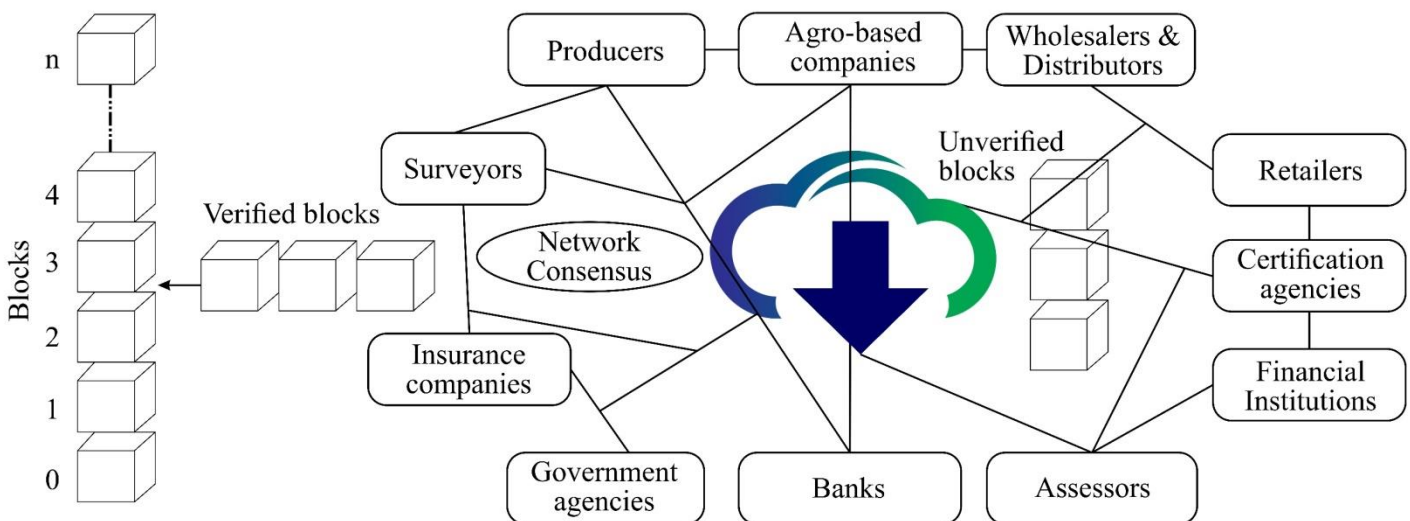 n
4
3
2
1
0
Blocks
Verified blocks
Producers
Agro-based
companies
Wholesalers &
Distributors
Surveyors
Unverified
blocks
Retailers
Network
Consensus
Certification
agencies
Insurance
companies
Financial
Institutions
Government
agencies
Banks
Assessors